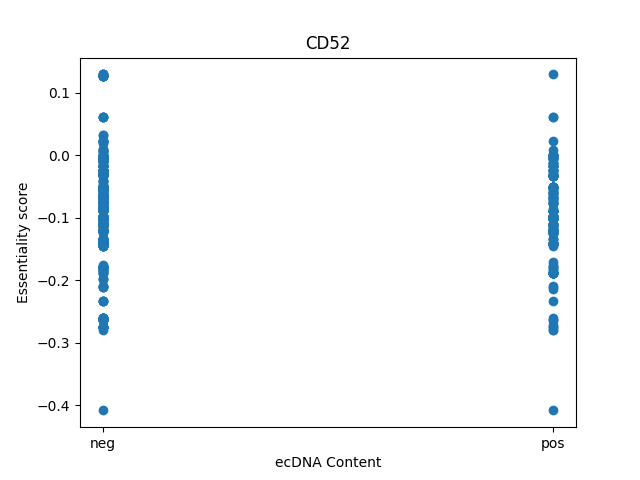 CD52
Essentiality score
0.1
0.0
−0.1
−0.2
−0.3
−0.4
neg
pos
ecDNA Content